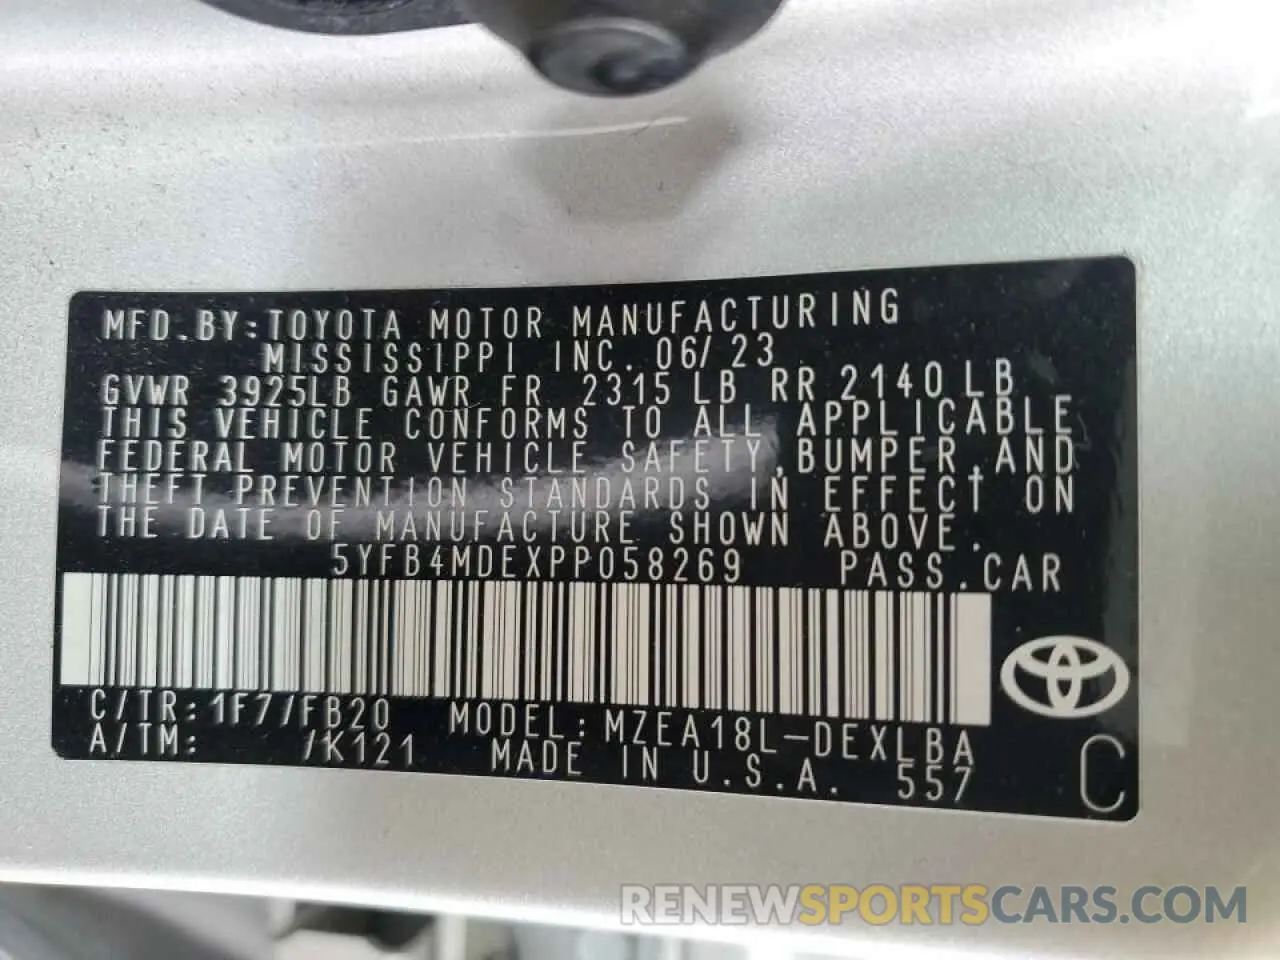 MFD.BY:TOYOTA MOTOR MANUFACTURING
MISSISSIPPI INC. 06/23
GVWR 3925LB GAWR FR 2315 LB RR 2140 LB
THIS VEHICLE CONFORMS TO ALL APPLICABLE
FEDERAL MOTOR VEHICLE SAFETY,BUMPER,AND
THEFT PREVENTION STANDARDS IN EFFECT ON
THE DATE OF MANUFACTURE SHOWN ABOVE.
5YFB4MDEXPP058269 PASS.CAR
C/TR:1F7/FB20 MODEL:MZEA18L-DEXLBA
A/TM: /K121 MADE IN U.S.A. 557
C
RENEWSPORTSCARS.COM